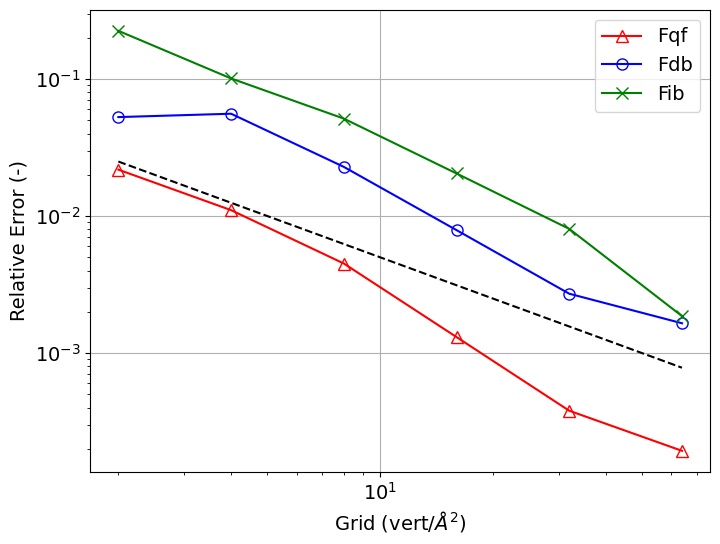 Fqf
Fdb
Fib
10⁻¹
10⁻²
10⁻³
Relative Error (-)
10¹
Grid (vert/Å²)